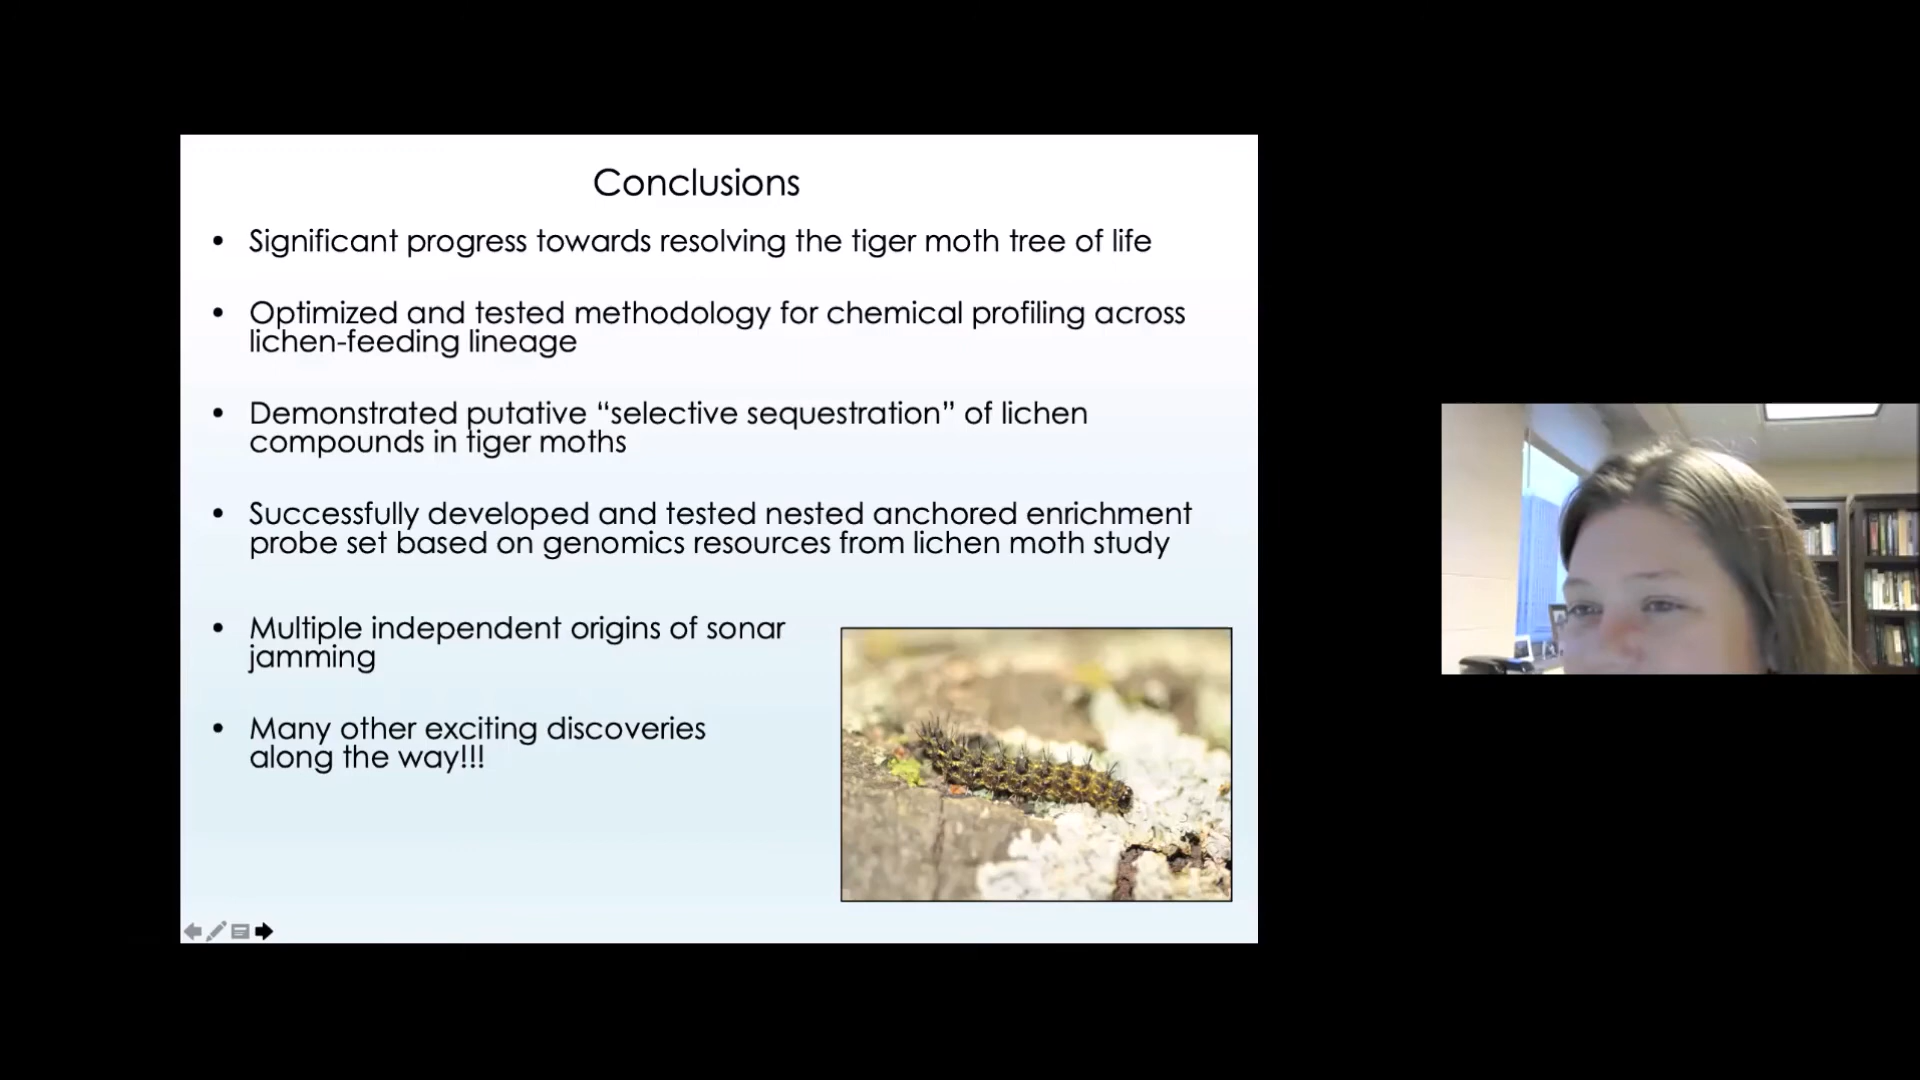 Conclusions
• Significant progress towards resolving the tiger moth tree of life
• Optimized and tested methodology for chemical profiling across
lichen-feeding lineage
• Demonstrated putative “selective sequestration” of lichen
compounds in tiger moths
• Successfully developed and tested nested anchored enrichment
probe set based on genomics resources from lichen moth study
• Multiple independent origins of sonar
jamming
• Many other exciting discoveries
along the way!!!